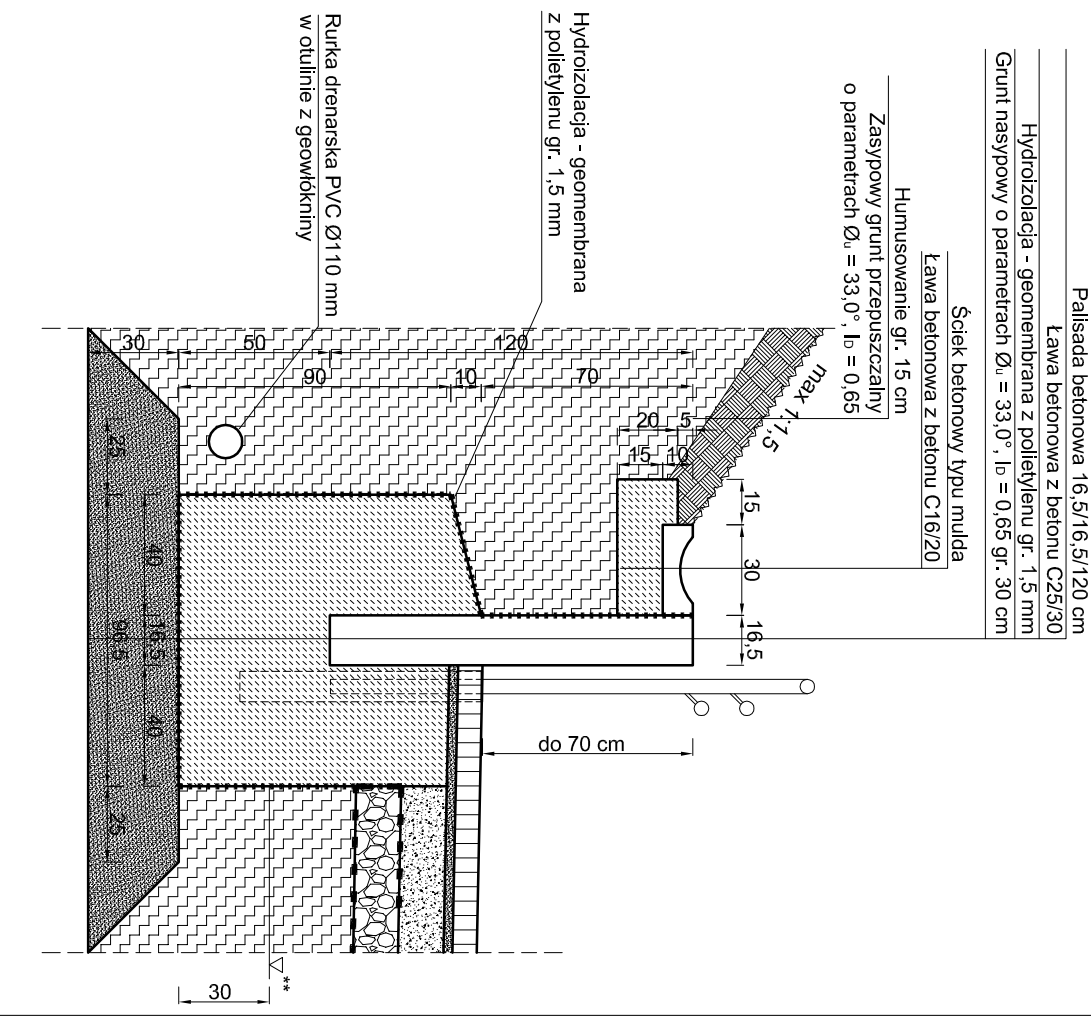 Palisada betonowa 16,5/16,5/120 cm
Ława betonowa z betonu C25/30
Hydroizolacja - geomembrana z polietylenu gr. 1,5 mm
Grunt nasypowy o parametrach Øᵤ = 33,0°, I_D = 0,65 gr. 30 cm
Ściek betonowy typu mulda
Ława betonowa z betonu C16/20
Humusowanie gr. 15 cm
Zasypowy grunt przepuszczalny
o parametrach Øᵤ = 33,0°, I_D = 0,65
Hydroizolacja - geomembrana
z polietylenu gr. 1,5 mm
Rurka drenarska PVC Ø110 mm
w otulinie z geowłókniny
max 1:1,5
30
50
120
90
10
70
20
5
15
10
15
30
16,5
do 70 cm
25
40
16,5
40
96,5
25
30
**